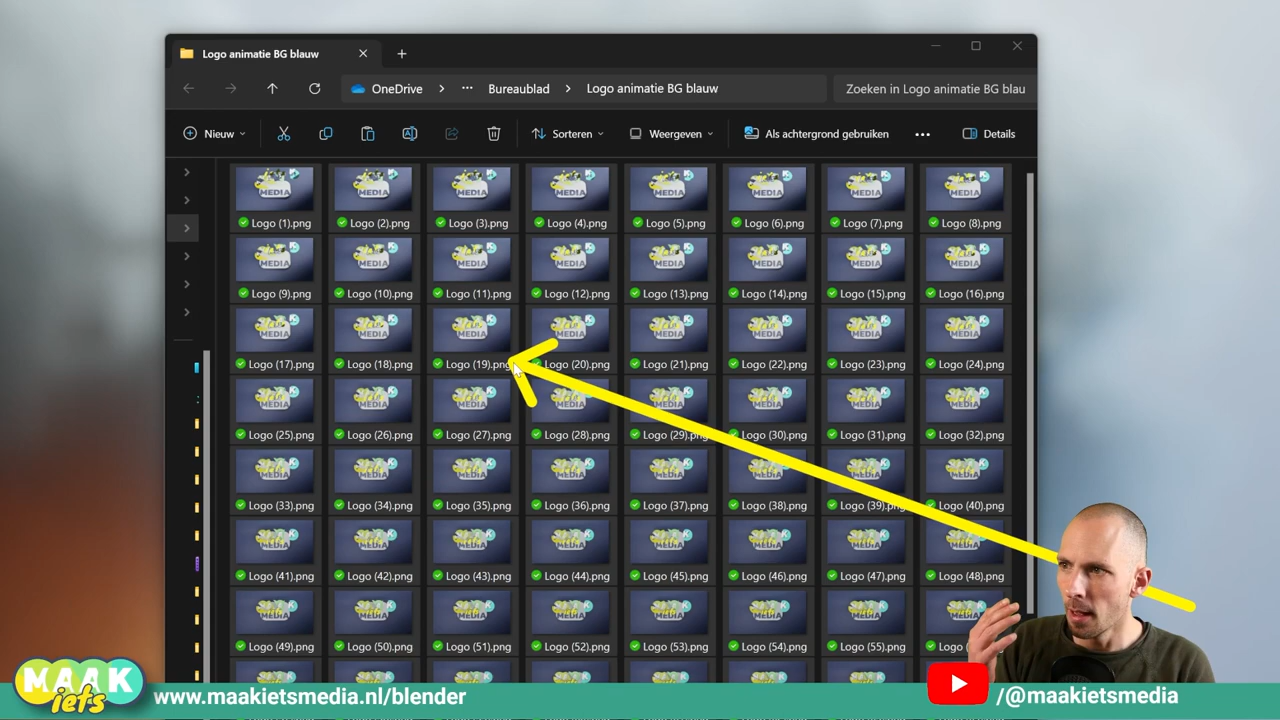 Logo animatie BG blauw
OneDrive
Bureaublad
Logo animatie BG blauw
Zoeken in Logo animatie BG blau
Nieuw
Sorteren
Weergeven
Als achtergrond gebruiken
Details
Logo (1).png Logo (2).png Logo (3).png Logo (4).png Logo (5).png Logo (6).png Logo (7).png Logo (8).png
Logo (9).png Logo (10).png Logo (11).png Logo (12).png Logo (13).png Logo (14).png Logo (15).png Logo (16).png
Logo (17).png Logo (18).png Logo (19).png Logo (20).png Logo (21).png Logo (22).png Logo (23).png Logo (24).png
Logo (25).png Logo (26).png Logo (27).png Logo (28).png Logo (29).png Logo (30).png Logo (31).png Logo (32).png
Logo (33).png Logo (34).png Logo (35).png Logo (36).png Logo (37).png Logo (38).png Logo (39).png Logo (40).png
Logo (41).png Logo (42).png Logo (43).png Logo (44).png Logo (45).png Logo (46).png Logo (47).png Logo (48).png
Logo (49).png Logo (50).png Logo (51).png Logo (52).png Logo (53).png Logo (54).png Logo (55).png
MAAK
iets
www.maakietsmedia.nl/blender
/@maakietsmedia